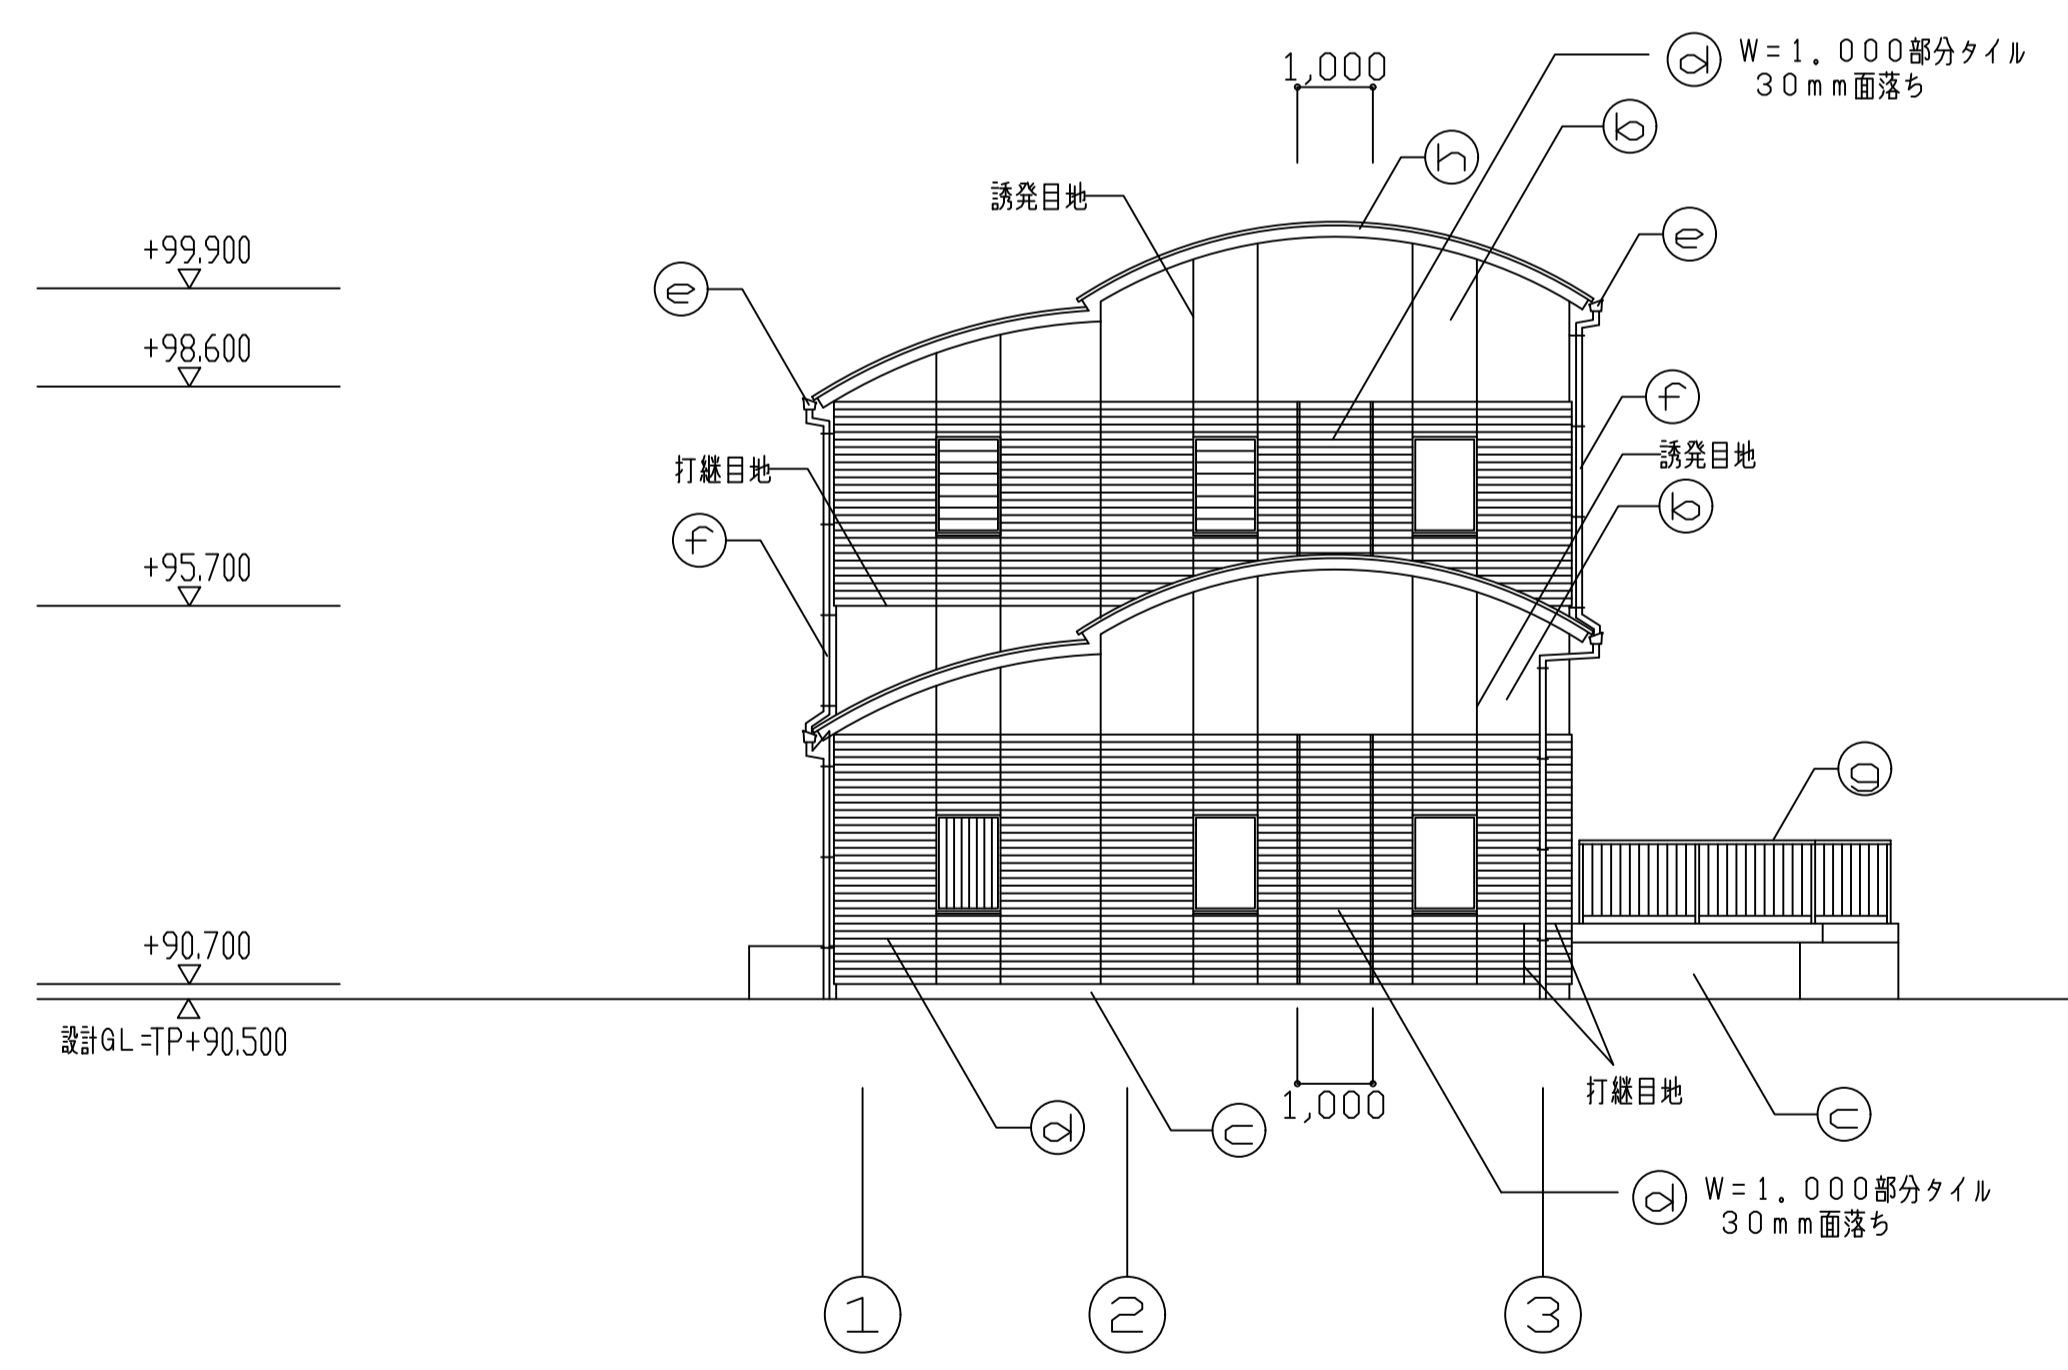 1,000
ⓓ W=1.000部分タイル
30mm面落ち
ⓑ
ⓗ
誘発目地
ⓔ
+99.900
ⓔ
+98.600
ⓕ
誘発目地
打継目地
ⓑ
ⓕ
+95.700
ⓖ
+90.700
設計GL=TP+90.500
打継目地
1,000
ⓓ
ⓒ
ⓒ
ⓓ W=1.000部分タイル
30mm面落ち
① ② ③